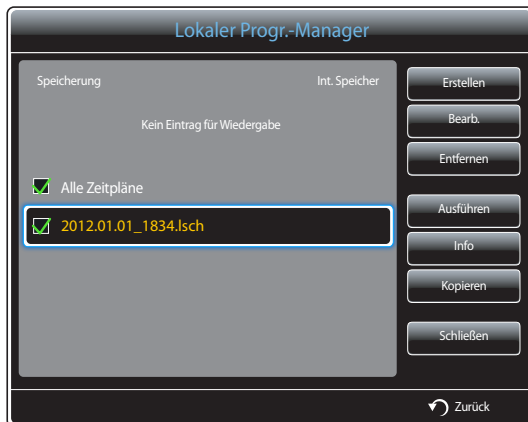 Lokaler Progr.-Manager
Speicherung Int. Speicher
Kein Eintrag für Wiedergabe
Alle Zeitpläne
2012.01.01_1834.lsch
Erstellen
Bearb.
Entfernen
Ausführen
Info
Kopieren
Schließen
Zurück